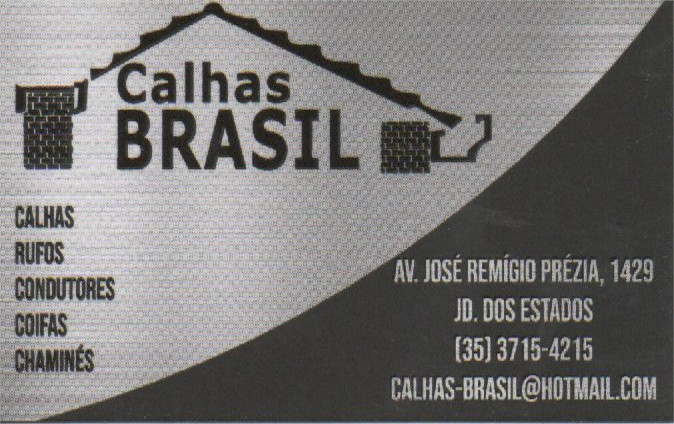 Calhas
BRASIL
CALHAS
RUFOS
CONDUTORES
COIFAS
CHAMINÉS
AV. JOSÉ REMÍGIO PRÉZIA, 1429
JD. DOS ESTADOS
(35) 3715-4215
CALHAS-BRASIL@HOTMAIL.COM